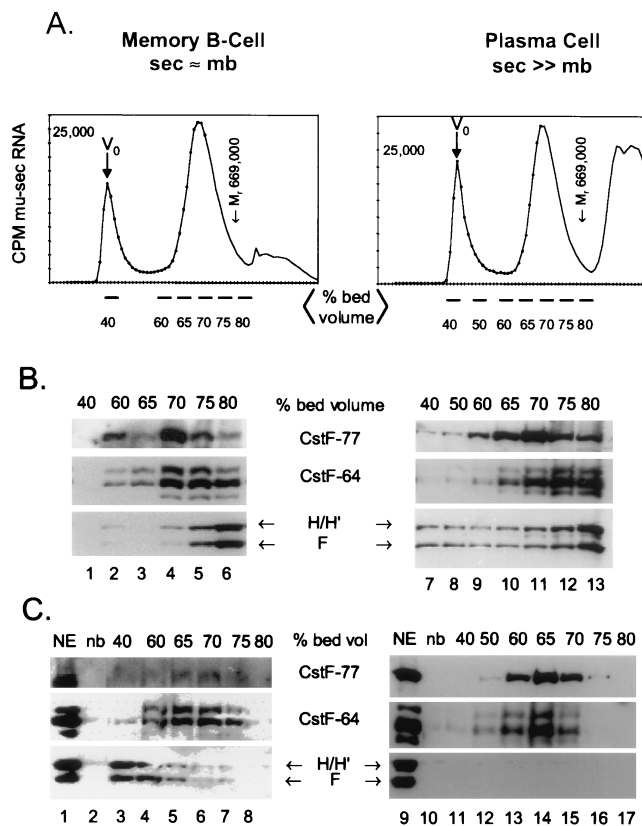 A.
Memory B-Cell
sec ≈ mb
Plasma Cell
sec >> mb
CPM mu-sec RNA
25,000
V0
← Mr 669,000
25,000
V0
← Mr 669,000
% bed volume
40 60 65 70 75 80
40 50 60 65 70 75 80
B.
40 60 65 70 75 80 % bed volume 40 50 60 65 70 75 80
CstF-77
CstF-64
← H/H' →
← F →
1 2 3 4 5 6 7 8 9 10 11 12 13
C.
NE nb 40 60 65 70 75 80 % bed vol NE nb 40 50 60 65 70 75 80
CstF-77
CstF-64
← H/H' →
← F →
1 2 3 4 5 6 7 8 9 10 11 12 13 14 15 16 17